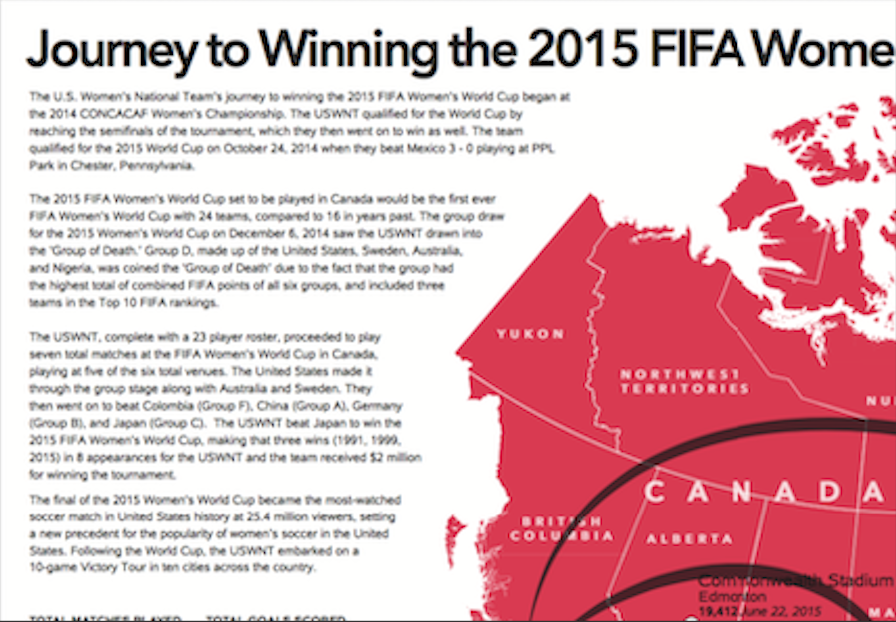 Journey to Winning the 2015 FIFA Wome
The U.S. Women's National Team's journey to winning the 2015 FIFA Women's World Cup began at
the 2014 CONCACAF Women's Championship. The USWNT qualified for the World Cup by
reaching the semifinals of the tournament, which they then went on to win as well. The team
qualified for the 2015 World Cup on October 24, 2014 when they beat Mexico 3 - 0 playing at PPL
Park in Chester, Pennsylvania.
The 2015 FIFA Women's World Cup set to be played in Canada would be the first ever
FIFA Women's World Cup with 24 teams, compared to 16 in years past. The group draw
for the 2015 Women's World Cup on December 6, 2014 saw the USWNT drawn into
the 'Group of Death.' Group D, made up of the United States, Sweden, Australia,
and Nigeria, was coined the 'Group of Death' due to the fact that the group had
the highest total of combined FIFA points of all six groups, and included three
teams in the Top 10 FIFA rankings.
The USWNT, complete with a 23 player roster, proceeded to play
seven total matches at the FIFA Women's World Cup in Canada,
playing at five of the six total venues. The United States made it
through the group stage along with Australia and Sweden. They
then went on to beat Colombia (Group F), China (Group A), Germany
(Group B), and Japan (Group C). The USWNT beat Japan to win the
2015 FIFA Women's World Cup, making that three wins (1991, 1999,
2015) in 8 appearances for the USWNT and the team received $2 million
for winning the tournament.
The final of the 2015 Women's World Cup became the most-watched
soccer match in United States history at 25.4 million viewers, setting
a new precedent for the popularity of women's soccer in the United
States. Following the World Cup, the USWNT embarked on a
10-game Victory Tour in ten cities across the country.
TOTAL MATCHES PLAYED TOTAL GOALS SCORED
YUKON
NORTHWEST
TERRITORIES
NU
CANADA
BRITISH
COLUMBIA
ALBERTA
Commonwealth Stadium
Edmonton
19,412 June 22, 2015
MA